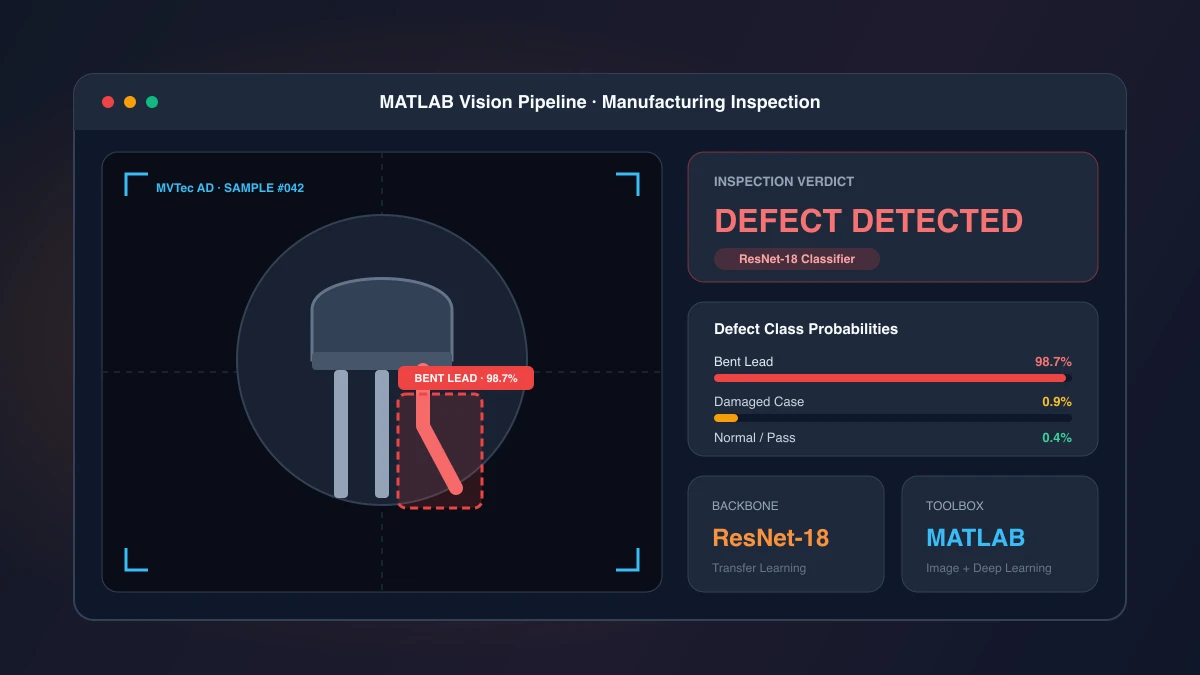 MATLAB Vision Pipeline · Manufacturing Inspection
MVTec AD · SAMPLE #042
BENT LEAD · 98.7%
INSPECTION VERDICT
DEFECT DETECTED
ResNet-18 Classifier
Defect Class Probabilities
Bent Lead 98.7%
Damaged Case 0.9%
Normal / Pass 0.4%
BACKBONE
ResNet-18
Transfer Learning
TOOLBOX
MATLAB
Image + Deep Learning